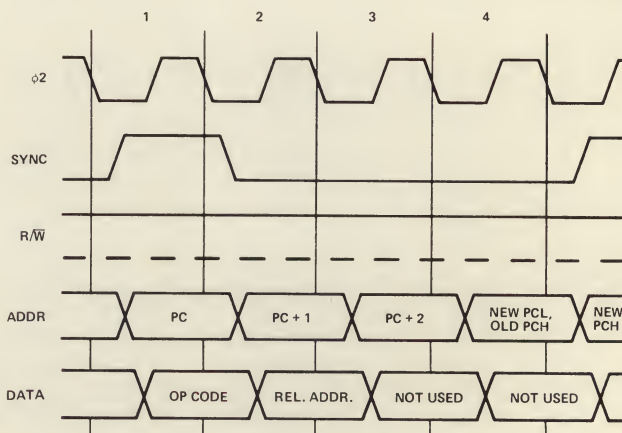 1 2 3 4
φ2
SYNC
R/W̅
ADDR PC PC + 1 PC + 2 NEW PCL, NEW
OLD PCH PCH
DATA OP CODE REL. ADDR. NOT USED NOT USED